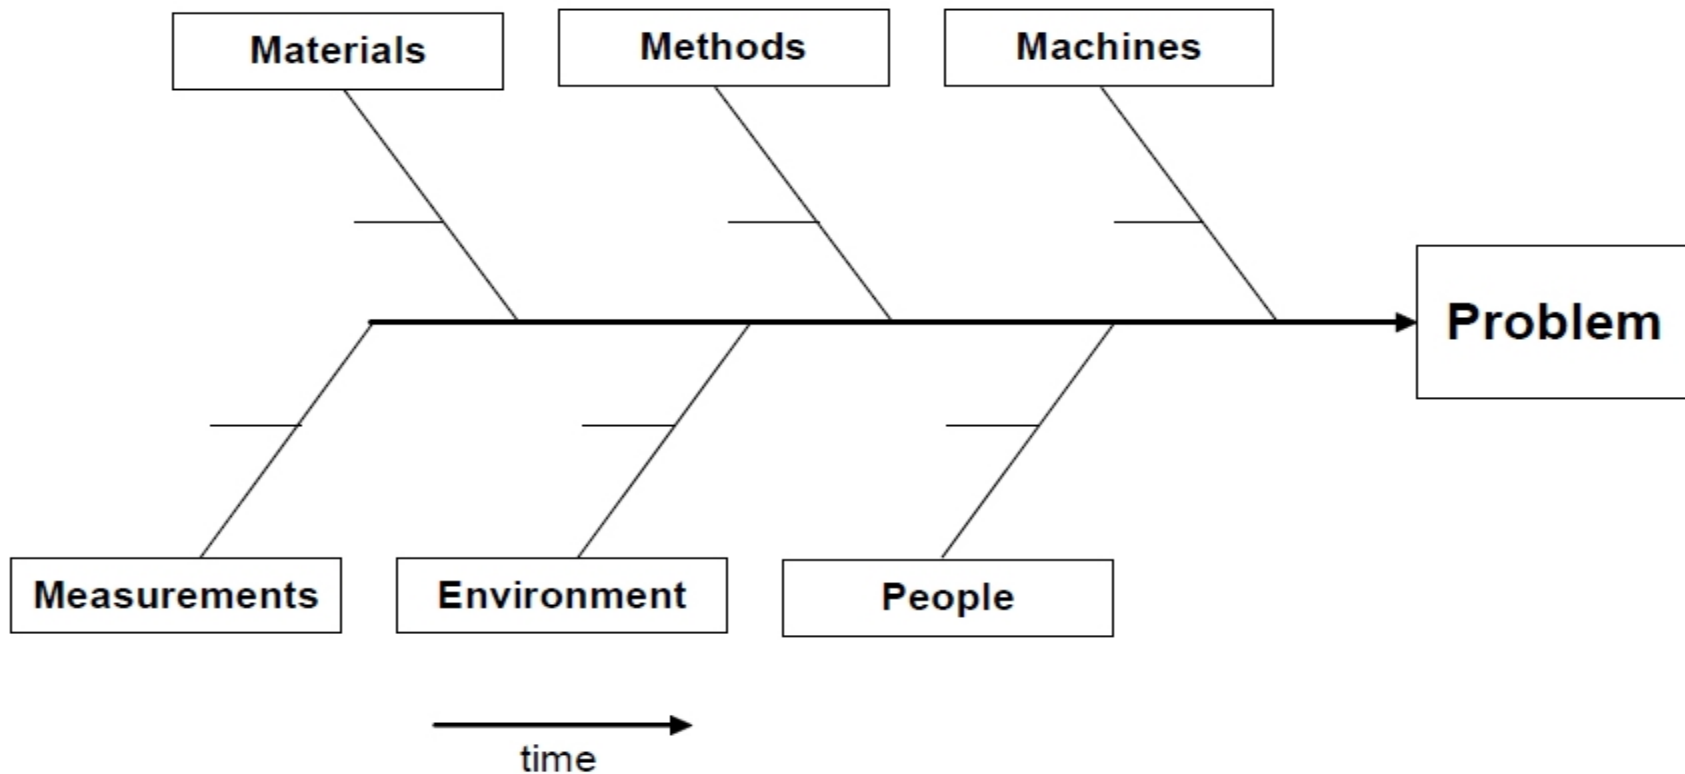 Materials
Methods
Machines
Problem
Measurements
Environment
People
time